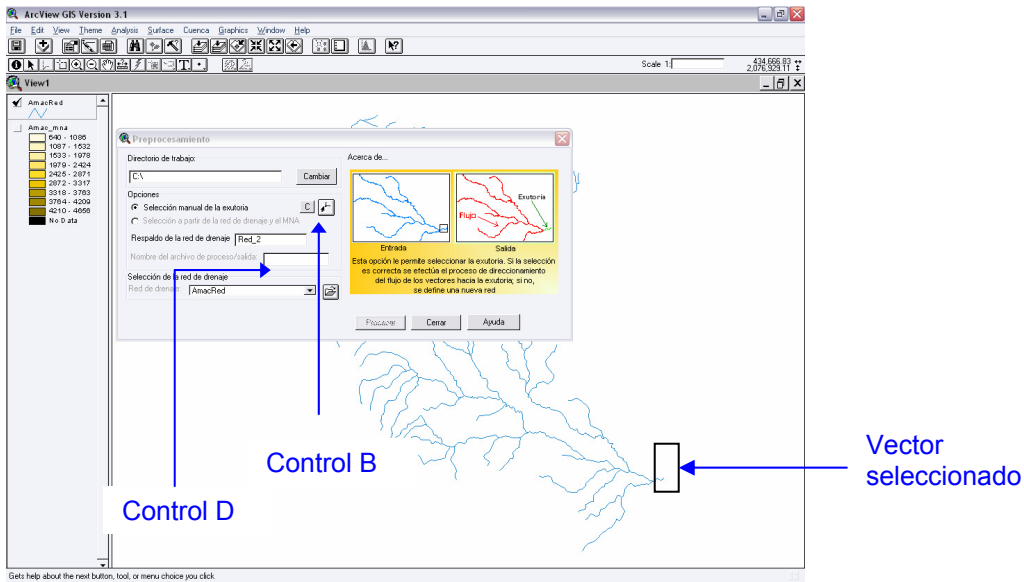 ArcView GIS Version 3.1
File Edit View Theme Analysis Surface Cuenca Graphics Window Help
Scale 1:
434,666.83
2,076,929.11
View1
AmacRed
Amac_mna
640 - 1086
1087 - 1532
1533 - 1978
1979 - 2424
2425 - 2871
2872 - 3317
3318 - 3763
3764 - 4209
4210 - 4656
No Data
Preprocesamiento
Directorio de trabajo:
C:\
Cambiar
Opciones
Selección manual de la exutoria
C
Selección a partir de la red de drenaje y el MNA
Respaldo de la red de drenaje
Red_2
Nombre del archivo de proceso/salida:
Selección de la red de drenaje
Red de drenaje:
AmacRed
Acerca de...
Exutoria
Flujo
Entrada
Salida
Esta opción le permite seleccionar la exutoria. Si la selección
es correcta se efectúa el proceso de direccionamiento
del flujo de los vectores hacia la exutoria; si no,
se define una nueva red
Procesar
Cerrar
Ayuda
Control B
Control D
Vector
seleccionado
Gets help about the next button, tool, or menu choice you click